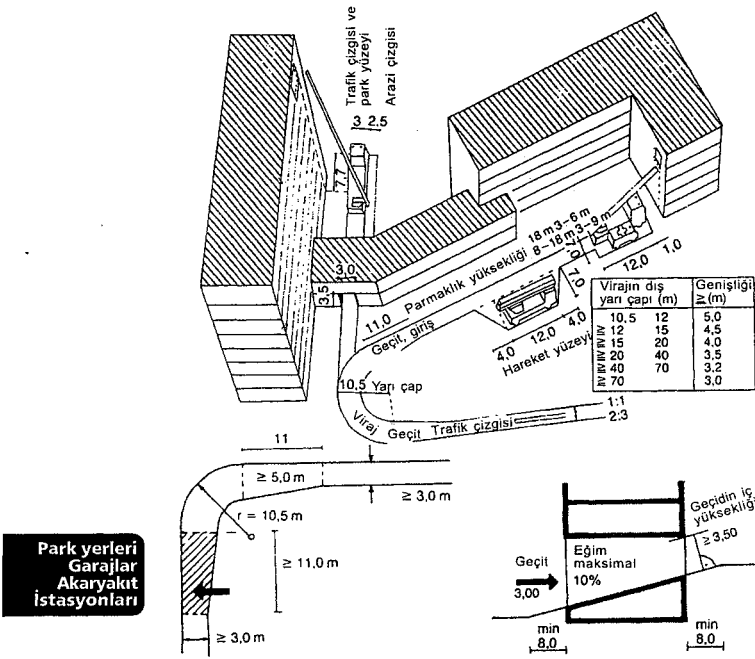 Trafik çizgisi ve
park yüzeyi
Arazi çizgisi
3 2.5
7.7
18 m 3–6 m
8–18 m 3–9 m
Parmaklık yüksekliği
11,0
Geçit, giriş
3,0
3,5
7,0
7,0
12,0 1,0
4,0 12,0 4,0
Hareket yüzeyi
Virajın dış
yarı çapı (m)
Genişliği
≧ (m)
10,5 12 5,0
≧ 12 15 4,5
≧ 15 20 4,0
≧ 20 40 3,5
≧ 40 70 3,2
≧ 70 3,0
10,5 Yarı çap
Viraj
Geçit Trafik çizgisi
1:1
2:3
11
≥ 5,0 m
≥ 3,0 m
r = 10,5 m
≥ 11,0 m
≥ 3,0 m
Park yerleri
Garajlar
Akaryakıt
İstasyonları
Geçidin iç
yüksekliği
≥ 3,50
Geçit
3,00
Eğim
maksimal
10%
min
8,0
min
8,0